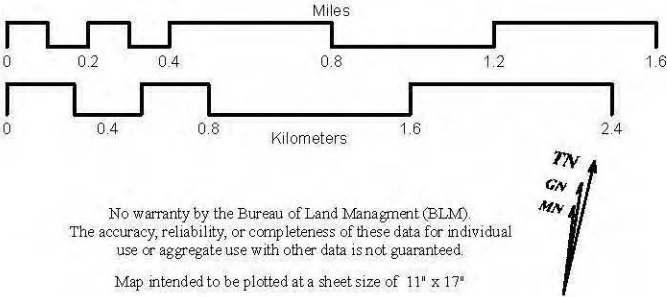 Miles
0 0.2 0.4 0.8 1.2 1.6
0 0.4 0.8 1.6 2.4
Kilometers
TN
GN
MN
No warranty by the Bureau of Land Managment (BLM).
The accuracy, reliability, or completeness of these data for individual
use or aggregate use with other data is not guaranteed.
Map intended to be plotted at a sheet size of 11" x 17"